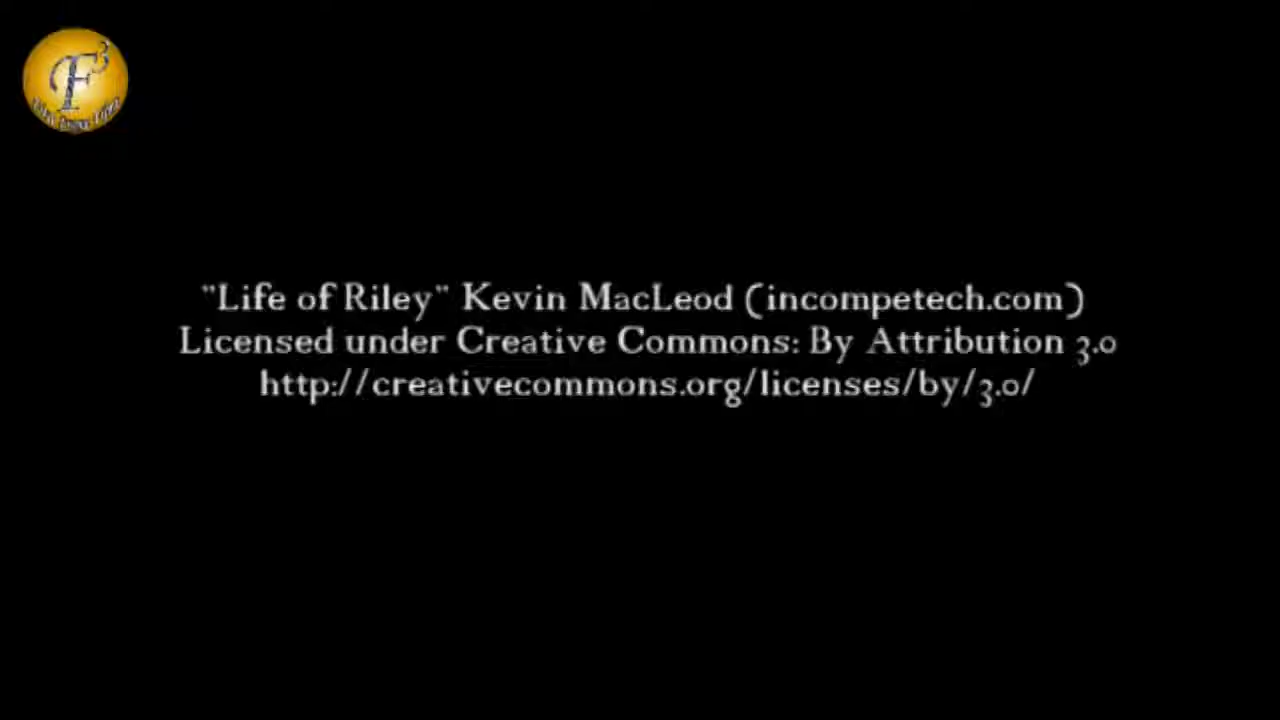 F3
"Life of Riley" Kevin MacLeod (incompetech.com)
Licensed under Creative Commons: By Attribution 3.0
http://creativecommons.org/licenses/by/3.0/